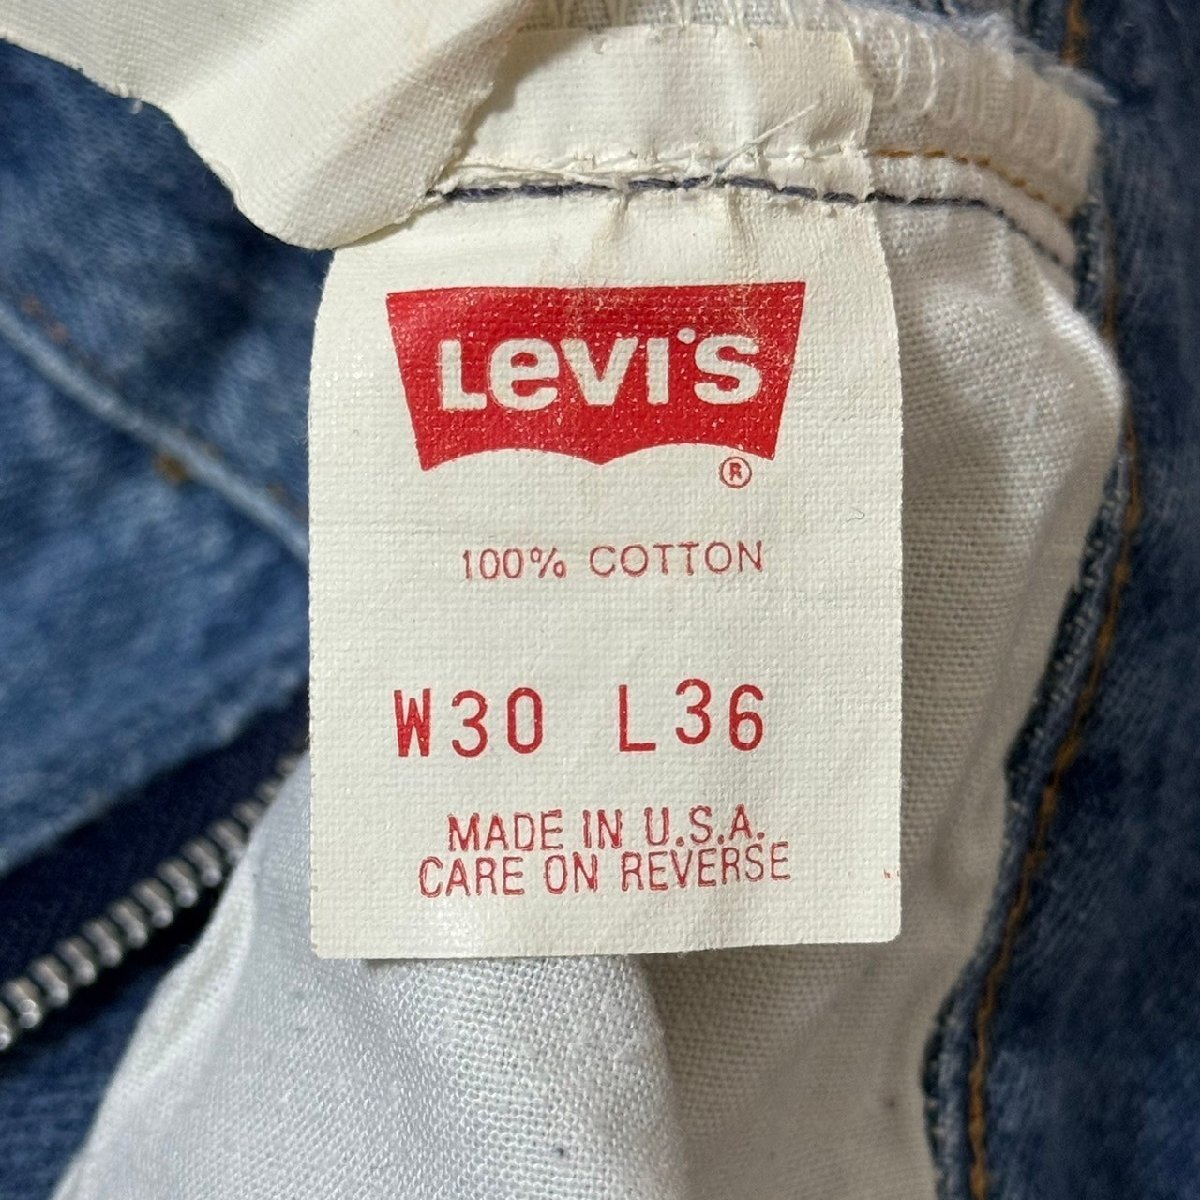 Levi's
®
100% COTTON
W30 L36
MADE IN U.S.A.
CARE ON REVERSE